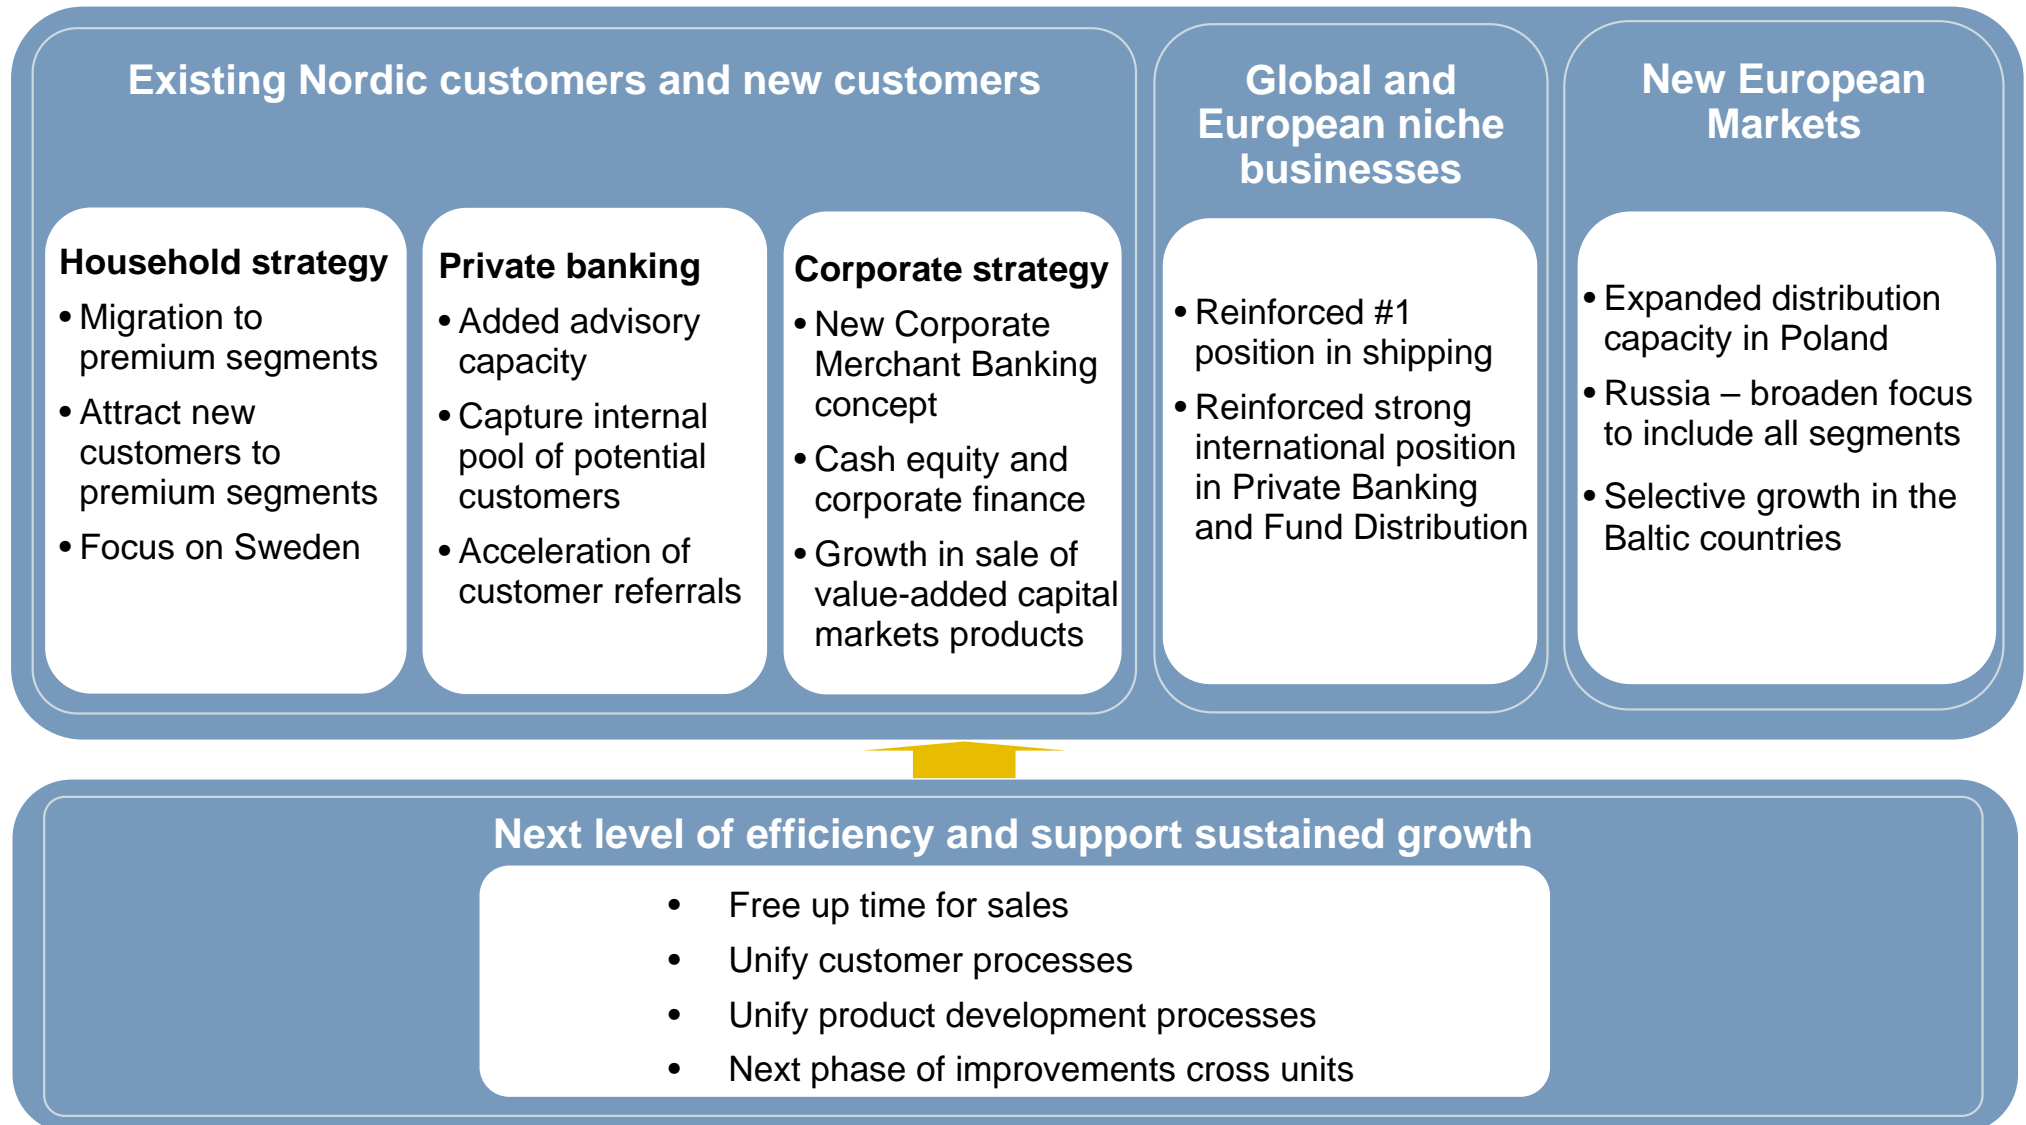 Existing Nordic customers and new customers
Household strategy
• Migration to
premium segments
• Attract new
customers to
premium segments
• Focus on Sweden
Private banking
• Added advisory
capacity
• Capture internal
pool of potential
customers
• Acceleration of
customer referrals
Corporate strategy
• New Corporate
Merchant Banking
concept
• Cash equity and
corporate finance
• Growth in sale of
value-added capital
markets products
Global and
European niche
businesses
• Reinforced #1
position in shipping
• Reinforced strong
international position
in Private Banking
and Fund Distribution
New European
Markets
• Expanded distribution
capacity in Poland
• Russia – broaden focus
to include all segments
• Selective growth in the
Baltic countries
Next level of efficiency and support sustained growth
• Free up time for sales
• Unify customer processes
• Unify product development processes
• Next phase of improvements cross units